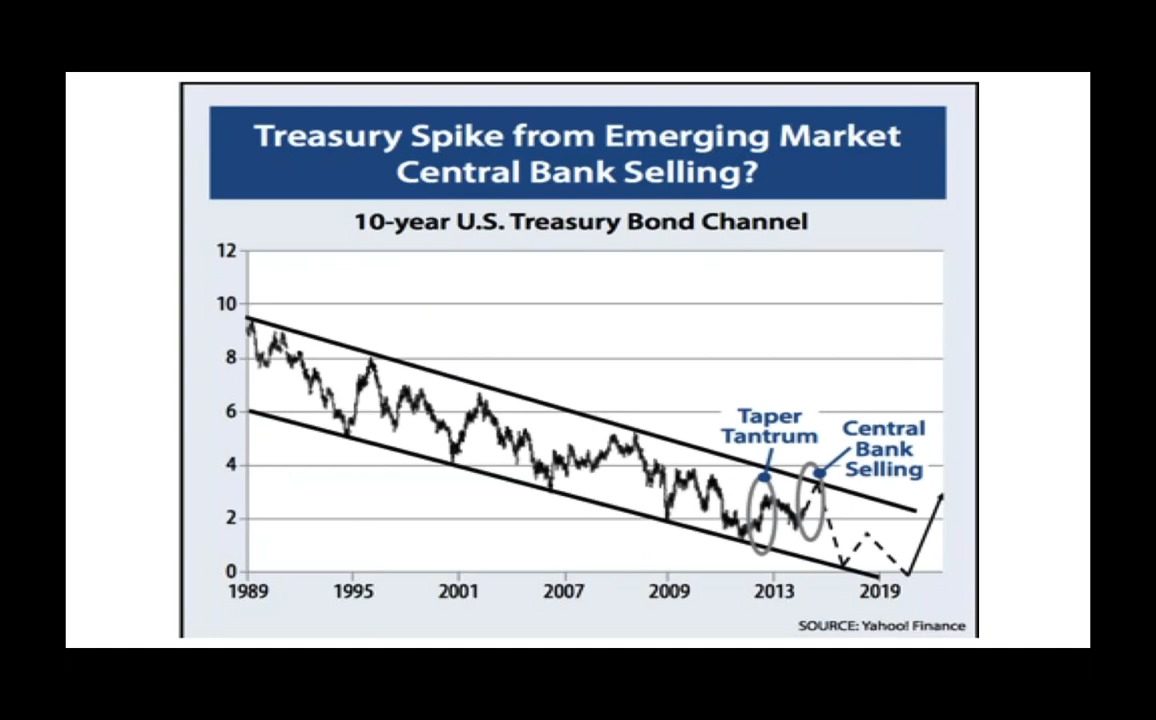 Treasury Spike from Emerging Market
Central Bank Selling?
10-year U.S. Treasury Bond Channel
12
10
8
6
4
2
0
Taper
Tantrum
Central
Bank
Selling
1989 1995 2001 2007 2009 2013 2019
SOURCE: Yahoo! Finance